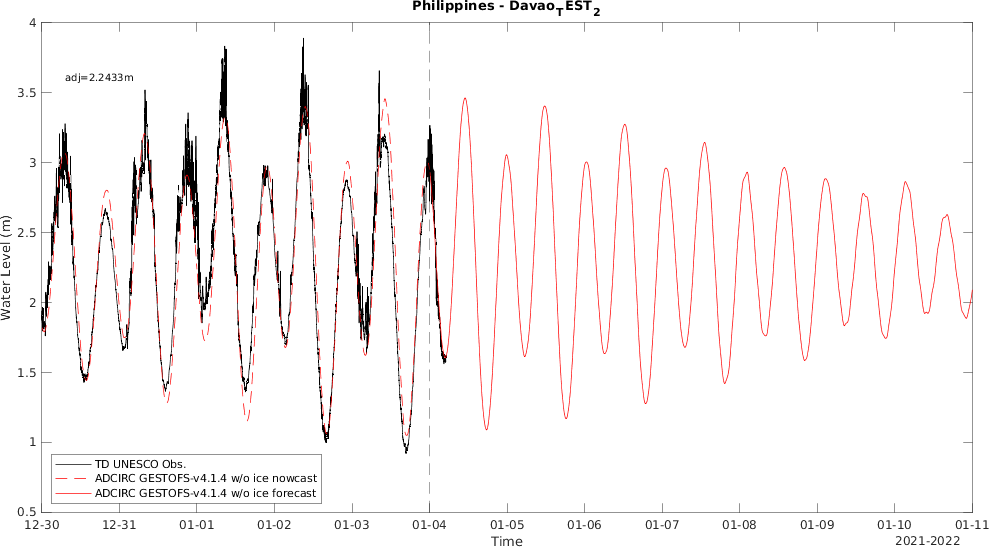 Philippines - Davao_TEST_2
4
adj=2.2433m
3.5
3
2.5
Water Level (m)
2
1.5
1
TD UNESCO Obs.
ADCIRC GESTOFS-v4.1.4 w/o ice nowcast
ADCIRC GESTOFS-v4.1.4 w/o ice forecast
0.5
12-30 12-31 01-01 01-02 01-03 01-04 01-05 01-06 01-07 01-08 01-09 01-10 01-11
Time
2021-2022